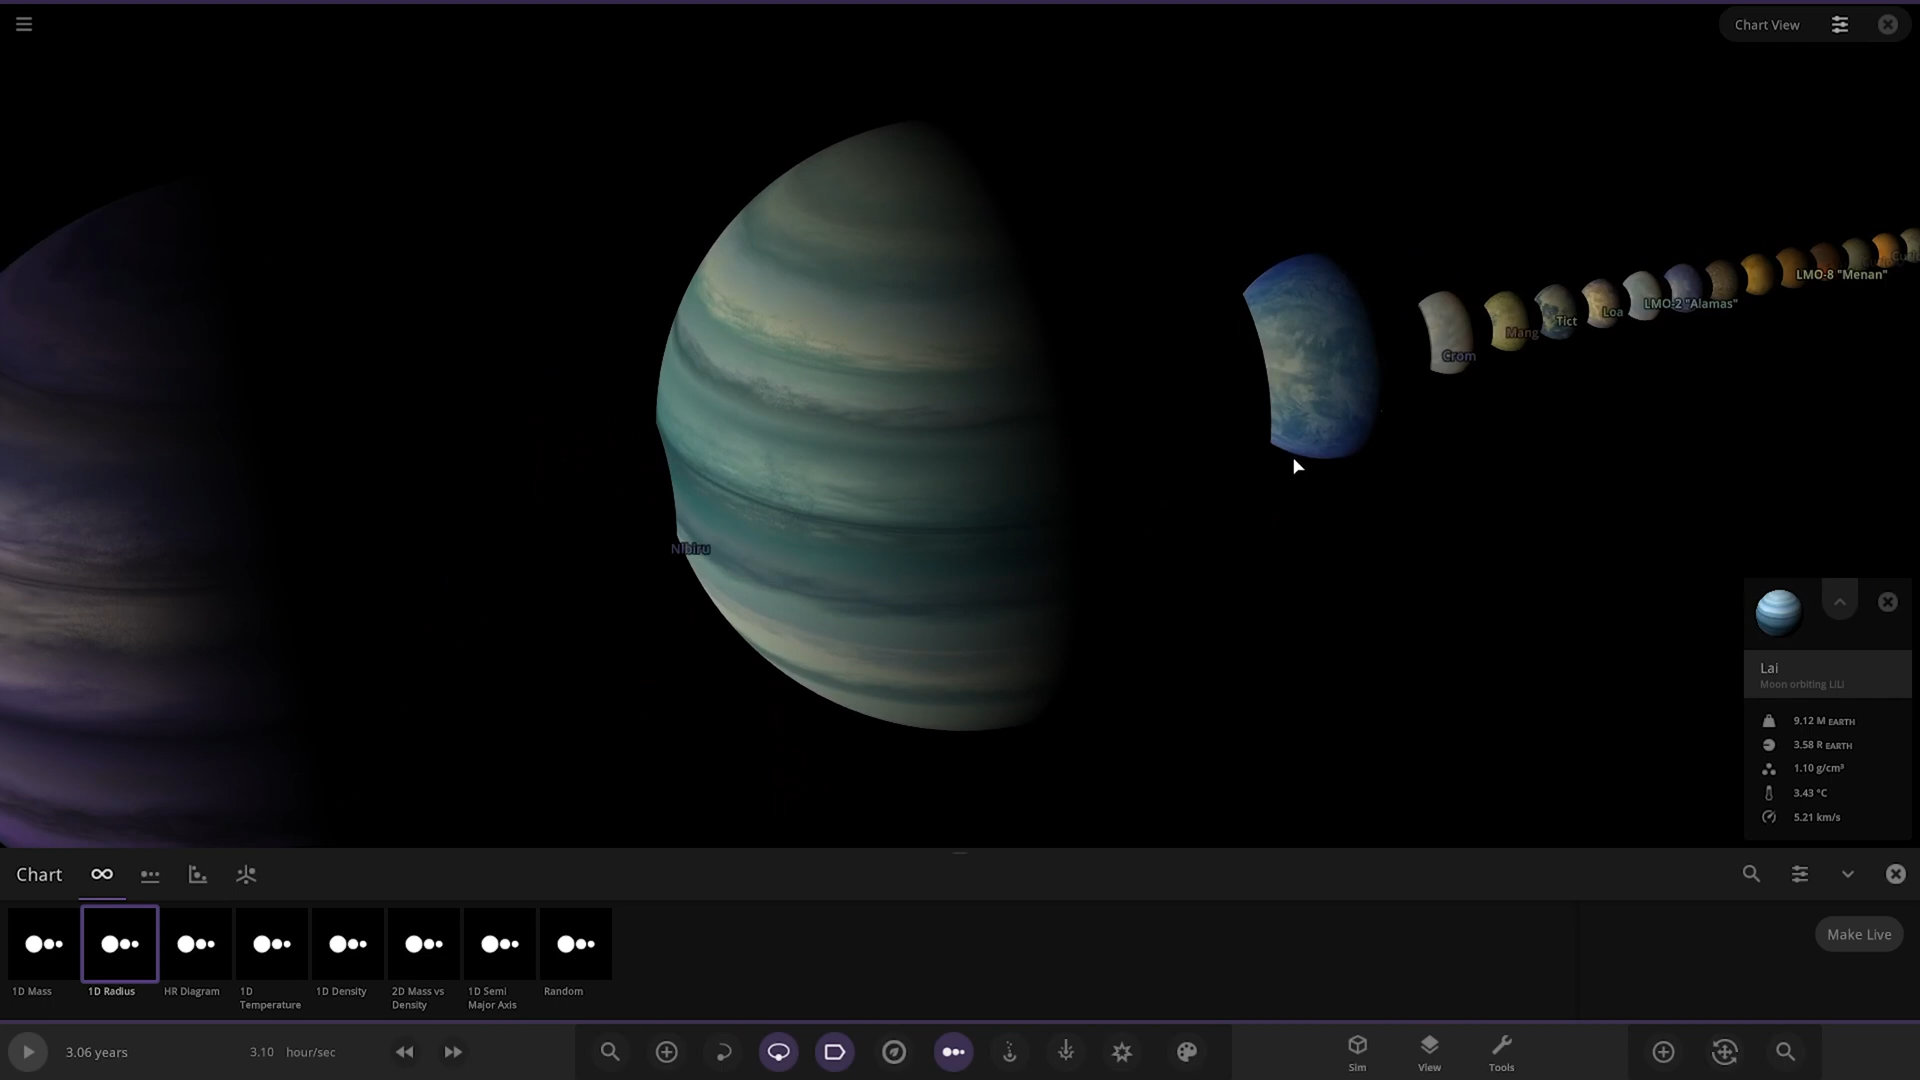 Chart View
Nibiru
Crom
Mang
Tict
Loa
LMO-2 "Alamas"
LMO-8 "Menan"
Lai
Moon orbiting LiLi
9.12 M EARTH
3.58 R EARTH
1.10 g/cm³
3.43 °C
5.21 km/s
Chart
Make Live
1D Mass
1D Radius
HR Diagram
1D Temperature
1D Density
2D Mass vs Density
1D Semi Major Axis
Random
3.06 years
3.10 hour/sec
Sim
View
Tools